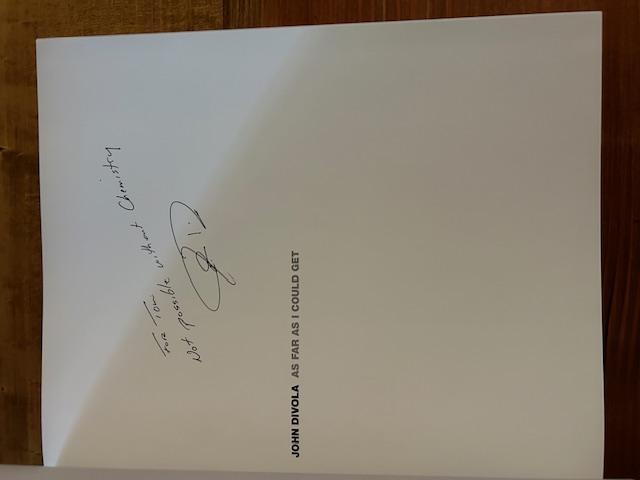 For Tom,
Not possible without Chemistry
JOHN DIVOLA AS FAR AS I COULD GET